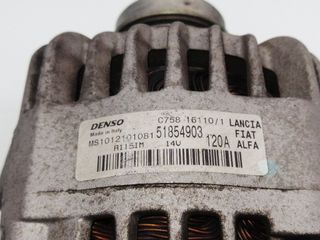 DENSO C758 16110/1 LANCIA
Made in Italy 51854903 FIAT
MS1012101081 120A ALFA
A115IM 14V